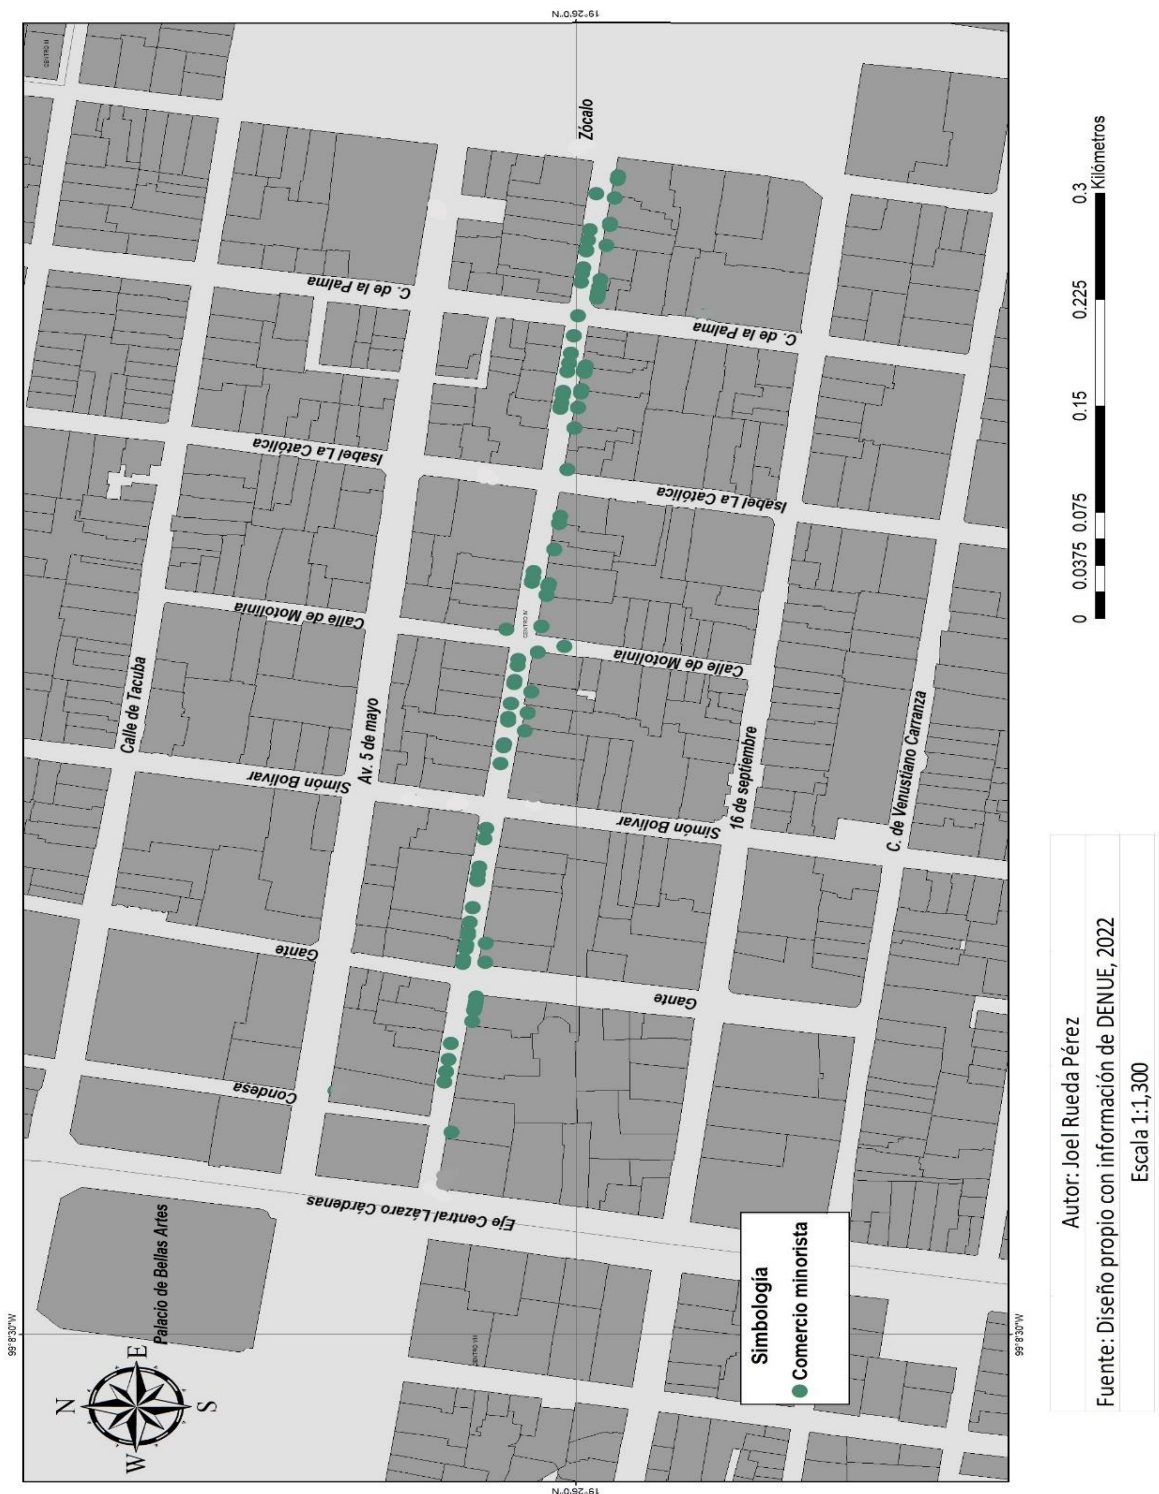 19°26'0"N
99°8'30"W
N
E
S
W
Palacio de Bellas Artes
Calle de Tacuba
Av. 5 de mayo
16 de septiembre
C. de Venustiano Carranza
Zócalo
Condesa
Gante
Gante
Simón Bolívar
Simón Bolívar
Calle de Motolinia
Calle de Motolinia
Isabel La Católica
Isabel La Católica
C. de la Palma
C. de la Palma
Eje Central Lázaro Cárdenas
CENTRO IV
Simbología
Comercio minorista
99°8'30"W
19°26'0"N
0 0.0375 0.075 0.15 0.225 0.3
Kilómetros
Autor: Joel Rueda Pérez
Fuente: Diseño propio con información de DENUE, 2022
Escala 1:1,300